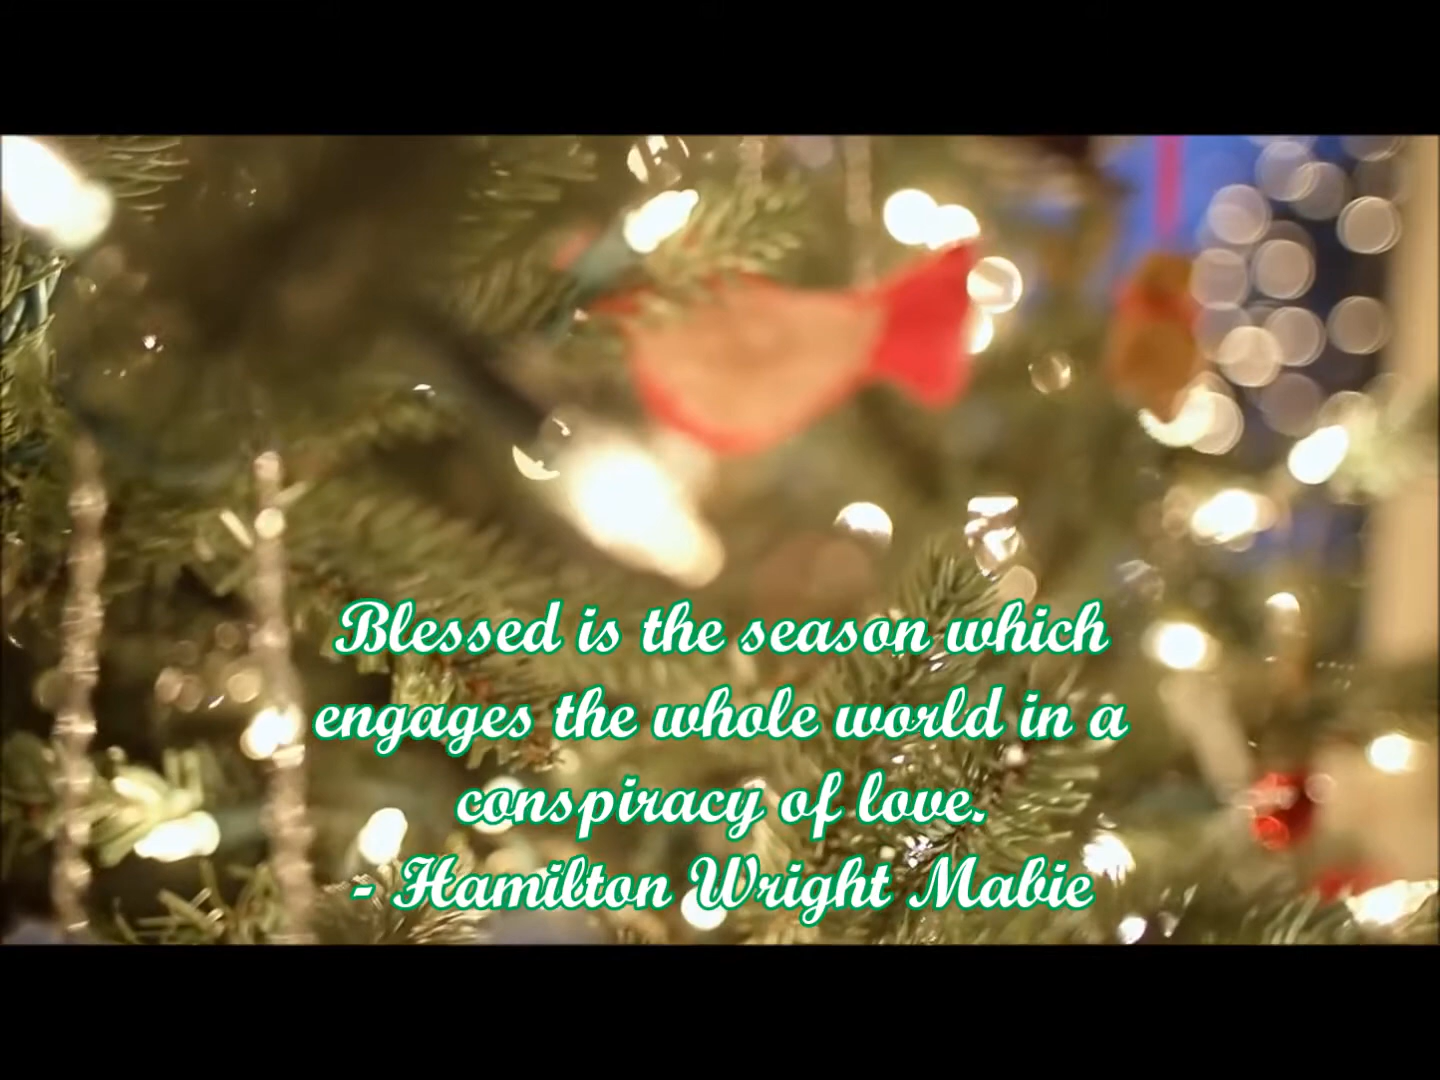 Blessed is the season which
engages the whole world in a
conspiracy of love.
- Hamilton Wright Mabie